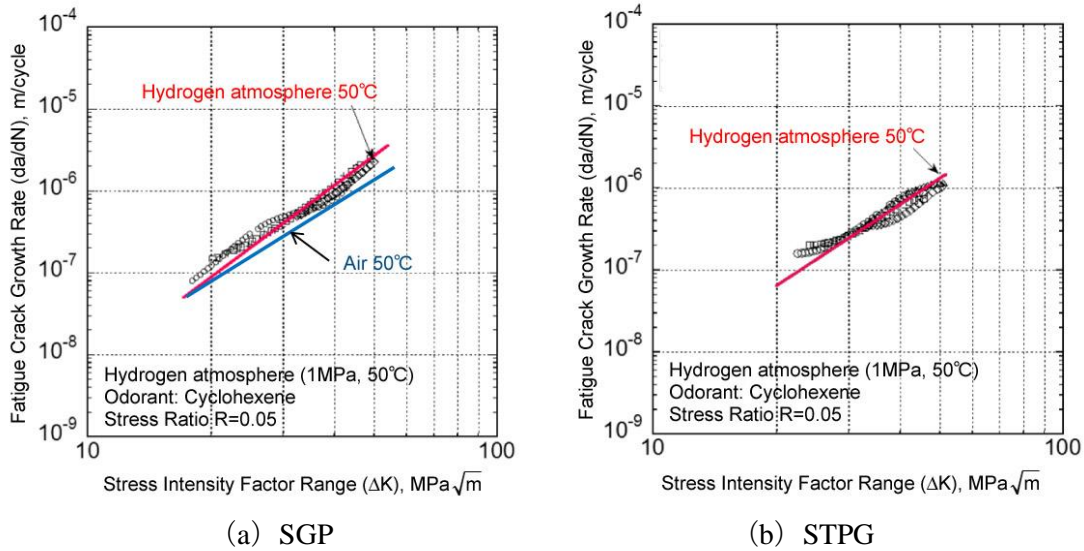 Fatigue Crack Growth Rate (da/dN), m/cycle
10⁻⁴
10⁻⁵
10⁻⁶
10⁻⁷
10⁻⁸
10⁻⁹
Hydrogen atmosphere 50℃
Air 50℃
Hydrogen atmosphere (1MPa, 50℃)
Odorant: Cyclohexene
Stress Ratio R=0.05
10
100
Stress Intensity Factor Range (ΔK), MPa√m
(a) SGP
Fatigue Crack Growth Rate (da/dN), m/cycle
10⁻⁴
10⁻⁵
10⁻⁶
10⁻⁷
10⁻⁸
10⁻⁹
Hydrogen atmosphere 50℃
Hydrogen atmosphere (1MPa, 50℃)
Odorant: Cyclohexene
Stress Ratio R=0.05
10
100
Stress Intensity Factor Range (ΔK), MPa√m
(b) STPG